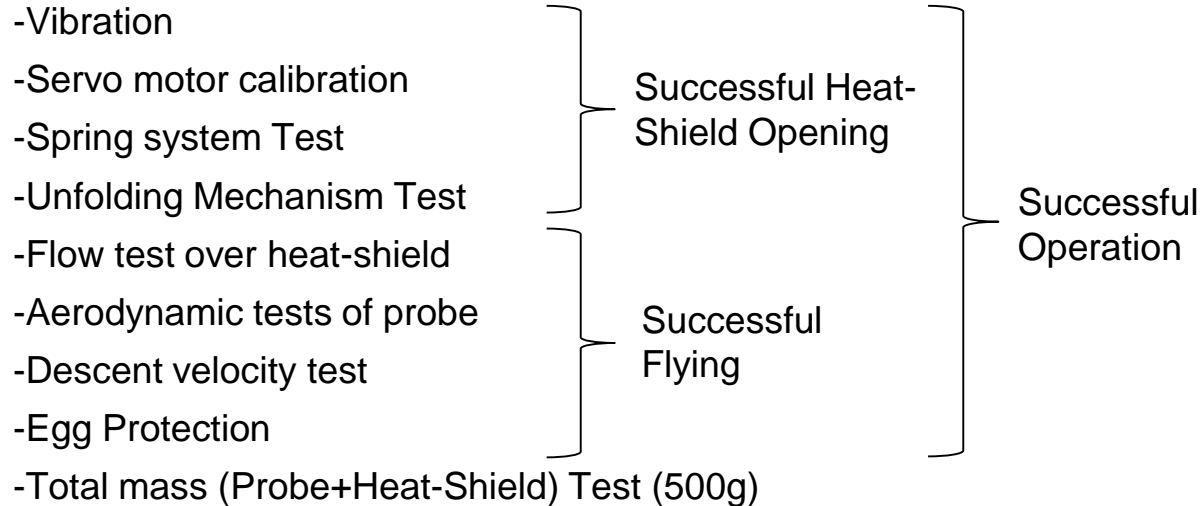 -Vibration
-Servo motor calibration
-Spring system Test
-Unfolding Mechanism Test
-Flow test over heat-shield
-Aerodynamic tests of probe
-Descent velocity test
-Egg Protection
-Total mass (Probe+Heat-Shield) Test (500g)
Successful Heat-
Shield Opening
Successful
Flying
Successful
Operation